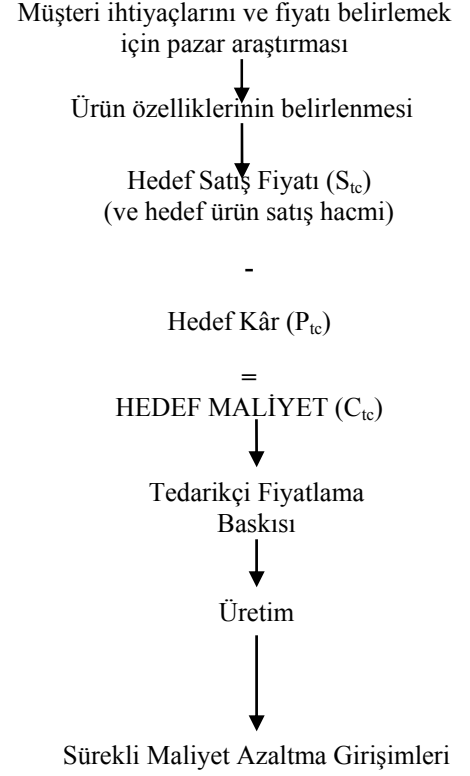 Müşteri ihtiyaçlarını ve fiyatı belirlemek
için pazar araştırması
Ürün özelliklerinin belirlenmesi
Hedef Satış Fiyatı (Stc)
(ve hedef ürün satış hacmi)
-
Hedef Kâr (Ptc)
=
HEDEF MALİYET (Ctc)
Tedarikçi Fiyatlama
Baskısı
Üretim
Sürekli Maliyet Azaltma Girişimleri